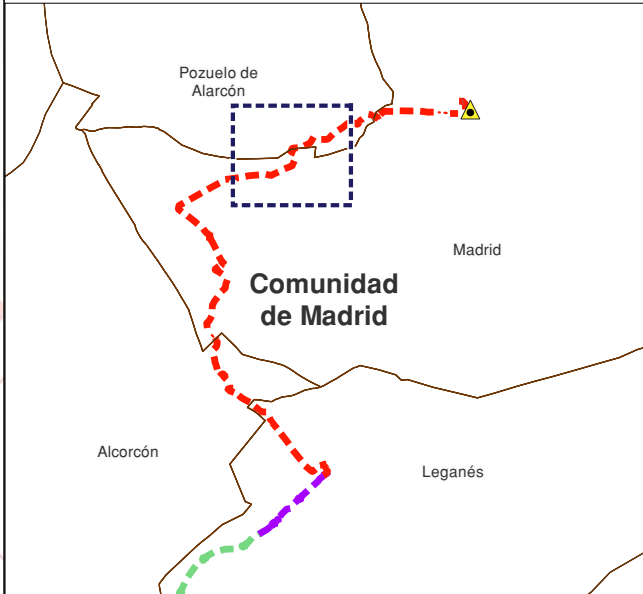 Pozuelo de
Alarcón
Madrid
Comunidad
de Madrid
Alcorcón
Leganés